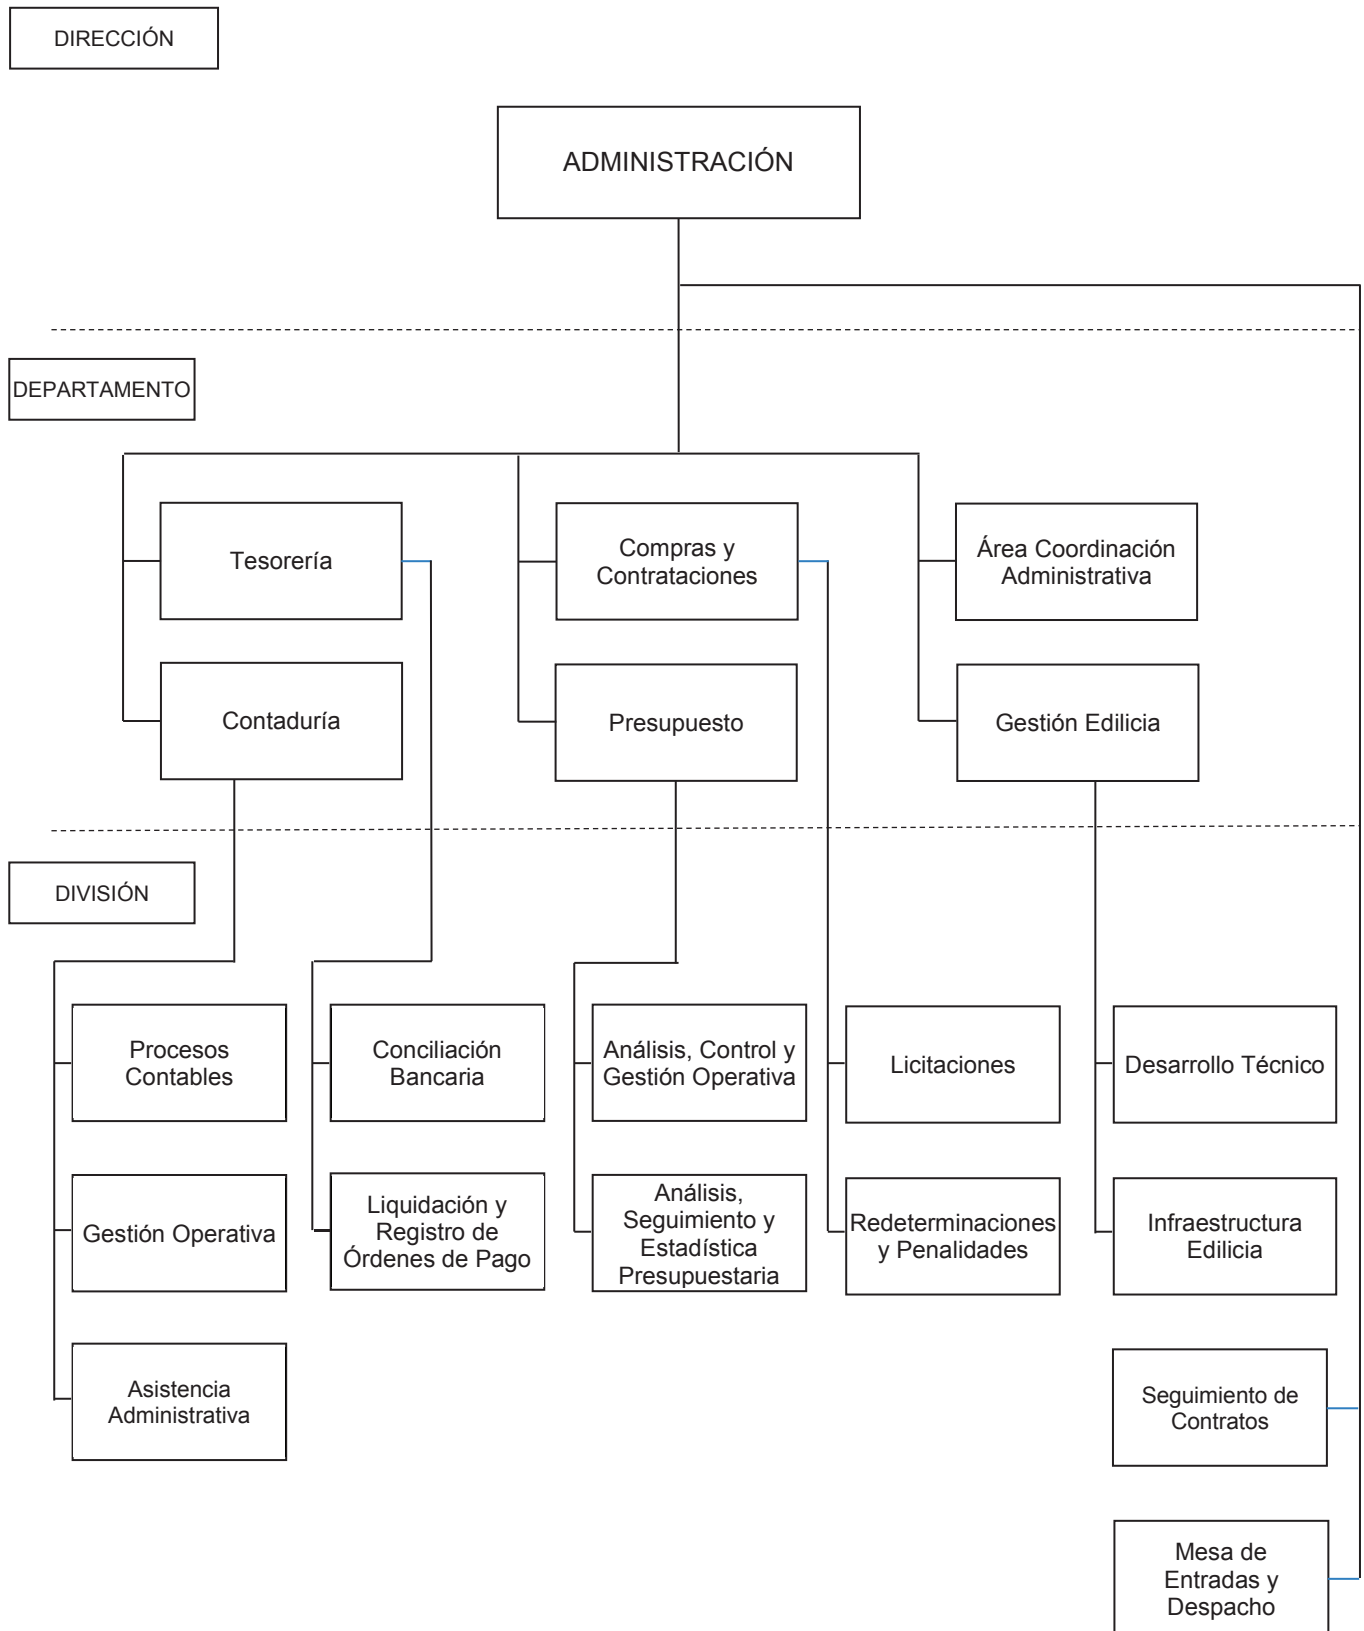 DIRECCIÓN
ADMINISTRACIÓN
DEPARTAMENTO
Tesorería
Compras y
Contrataciones
Área Coordinación
Administrativa
Contaduría
Presupuesto
Gestión Edilicia
DIVISIÓN
Procesos
Contables
Conciliación
Bancaria
Análisis, Control y
Gestión Operativa
Licitaciones
Desarrollo Técnico
Gestión Operativa
Liquidación y
Registro de
Órdenes de Pago
Análisis,
Seguimiento y
Estadística
Presupuestaria
Redeterminaciones
y Penalidades
Infraestructura
Edilicia
Asistencia
Administrativa
Seguimiento de
Contratos
Mesa de
Entradas y
Despacho